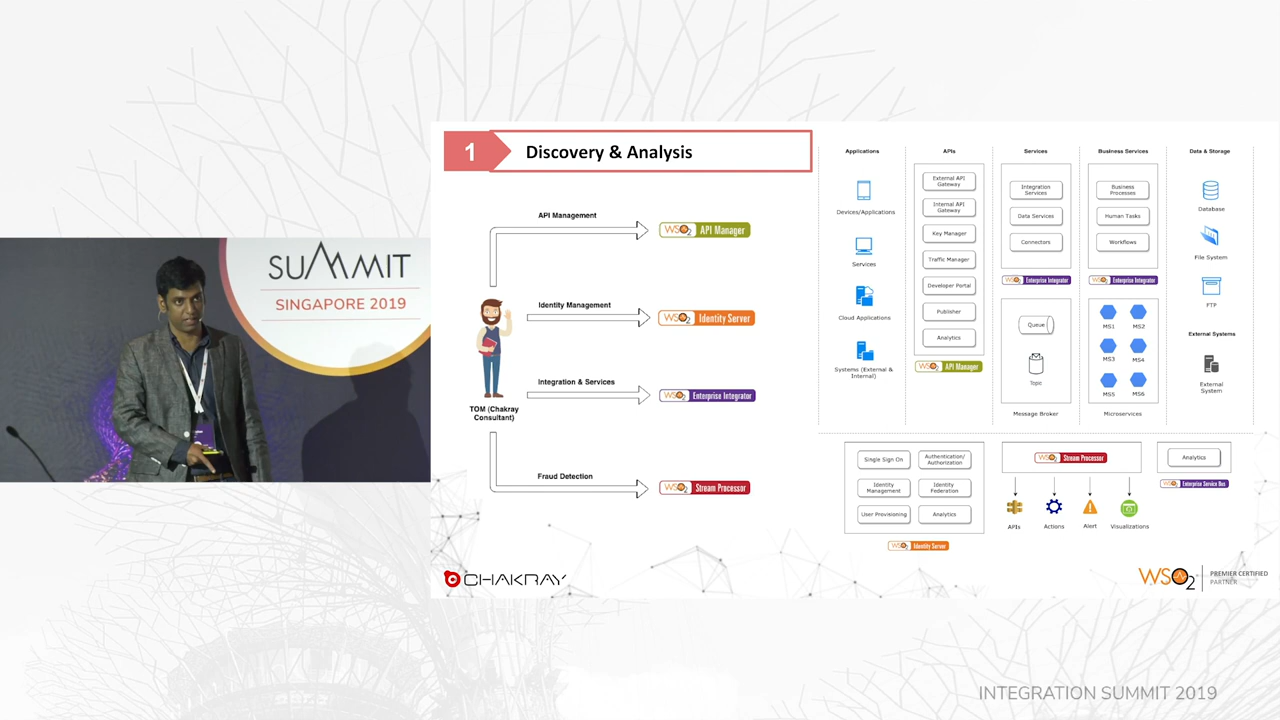 SUMMIT
SINGAPORE 2019
1
Discovery & Analysis
API Management
WSO2 API Manager
Identity Management
WSO2 Identity Server
Integration & Services
WSO2 Enterprise Integrator
TOM (Chakray
Consultant)
Fraud Detection
WSO2 Stream Processor
Applications
Devices/Applications
Services
Cloud Applications
Systems (External &
Internal)
APIs
External API
Gateway
Internal API
Gateway
Key Manager
Traffic Manager
Developer Portal
Publisher
Analytics
WSO2 API Manager
Services
Integration
Services
Data Services
Connectors
WSO2 Enterprise Integrator
Queue
Topic
Message Broker
Business Services
Business
Processes
Human Tasks
Workflows
WSO2 Enterprise Integrator
MS1
MS2
MS3
MS4
MS5
MS6
Microservices
Data & Storage
Database
File System
FTP
External Systems
External
System
Single Sign On
Authentication/
Authorization
Identity
Management
Identity
Federation
User Provisioning
Analytics
WSO2 Identity Server
WSO2 Stream Processor
APIs
Actions
Alert
Visualizations
Analytics
WSO2 Enterprise Service Bus
CHAKRAY
WSO2
PREMIER CERTIFIED
PARTNER
INTEGRATION SUMMIT 2019